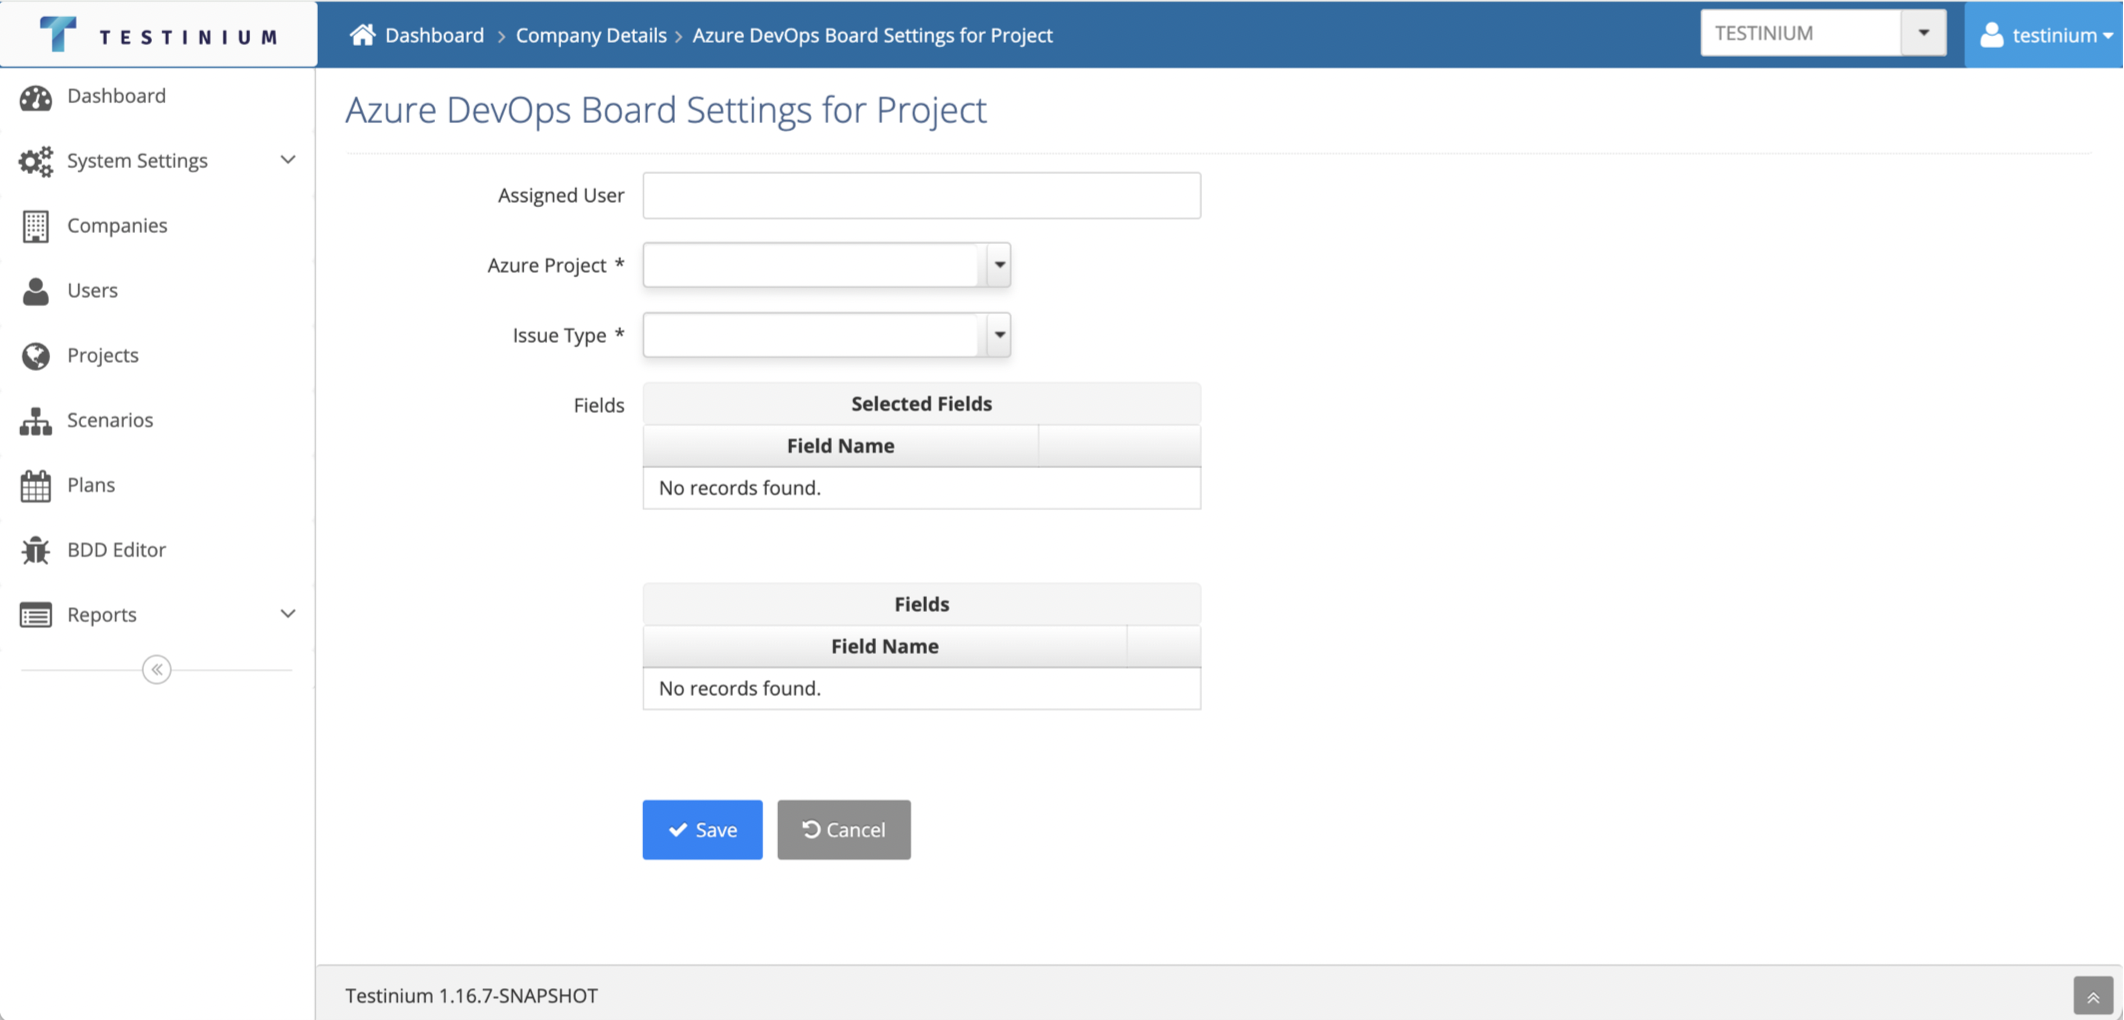 TESTINIUM
Dashboard > Company Details > Azure DevOps Board Settings for Project
TESTINIUM
testinium
Dashboard
System Settings
Companies
Users
Projects
Scenarios
Plans
BDD Editor
Reports
Azure DevOps Board Settings for Project
Assigned User
Azure Project *
Issue Type *
Fields
Selected Fields
Field Name
No records found.
Fields
Field Name
No records found.
Save
Cancel
Testinium 1.16.7-SNAPSHOT